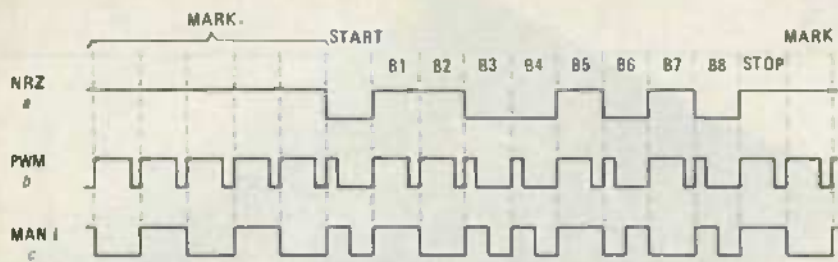 MARK.
START
MARK
B1 B2 B3 B4 B5 B6 B7 B8 STOP
NRZ
a
PWM
b
MAN I
c